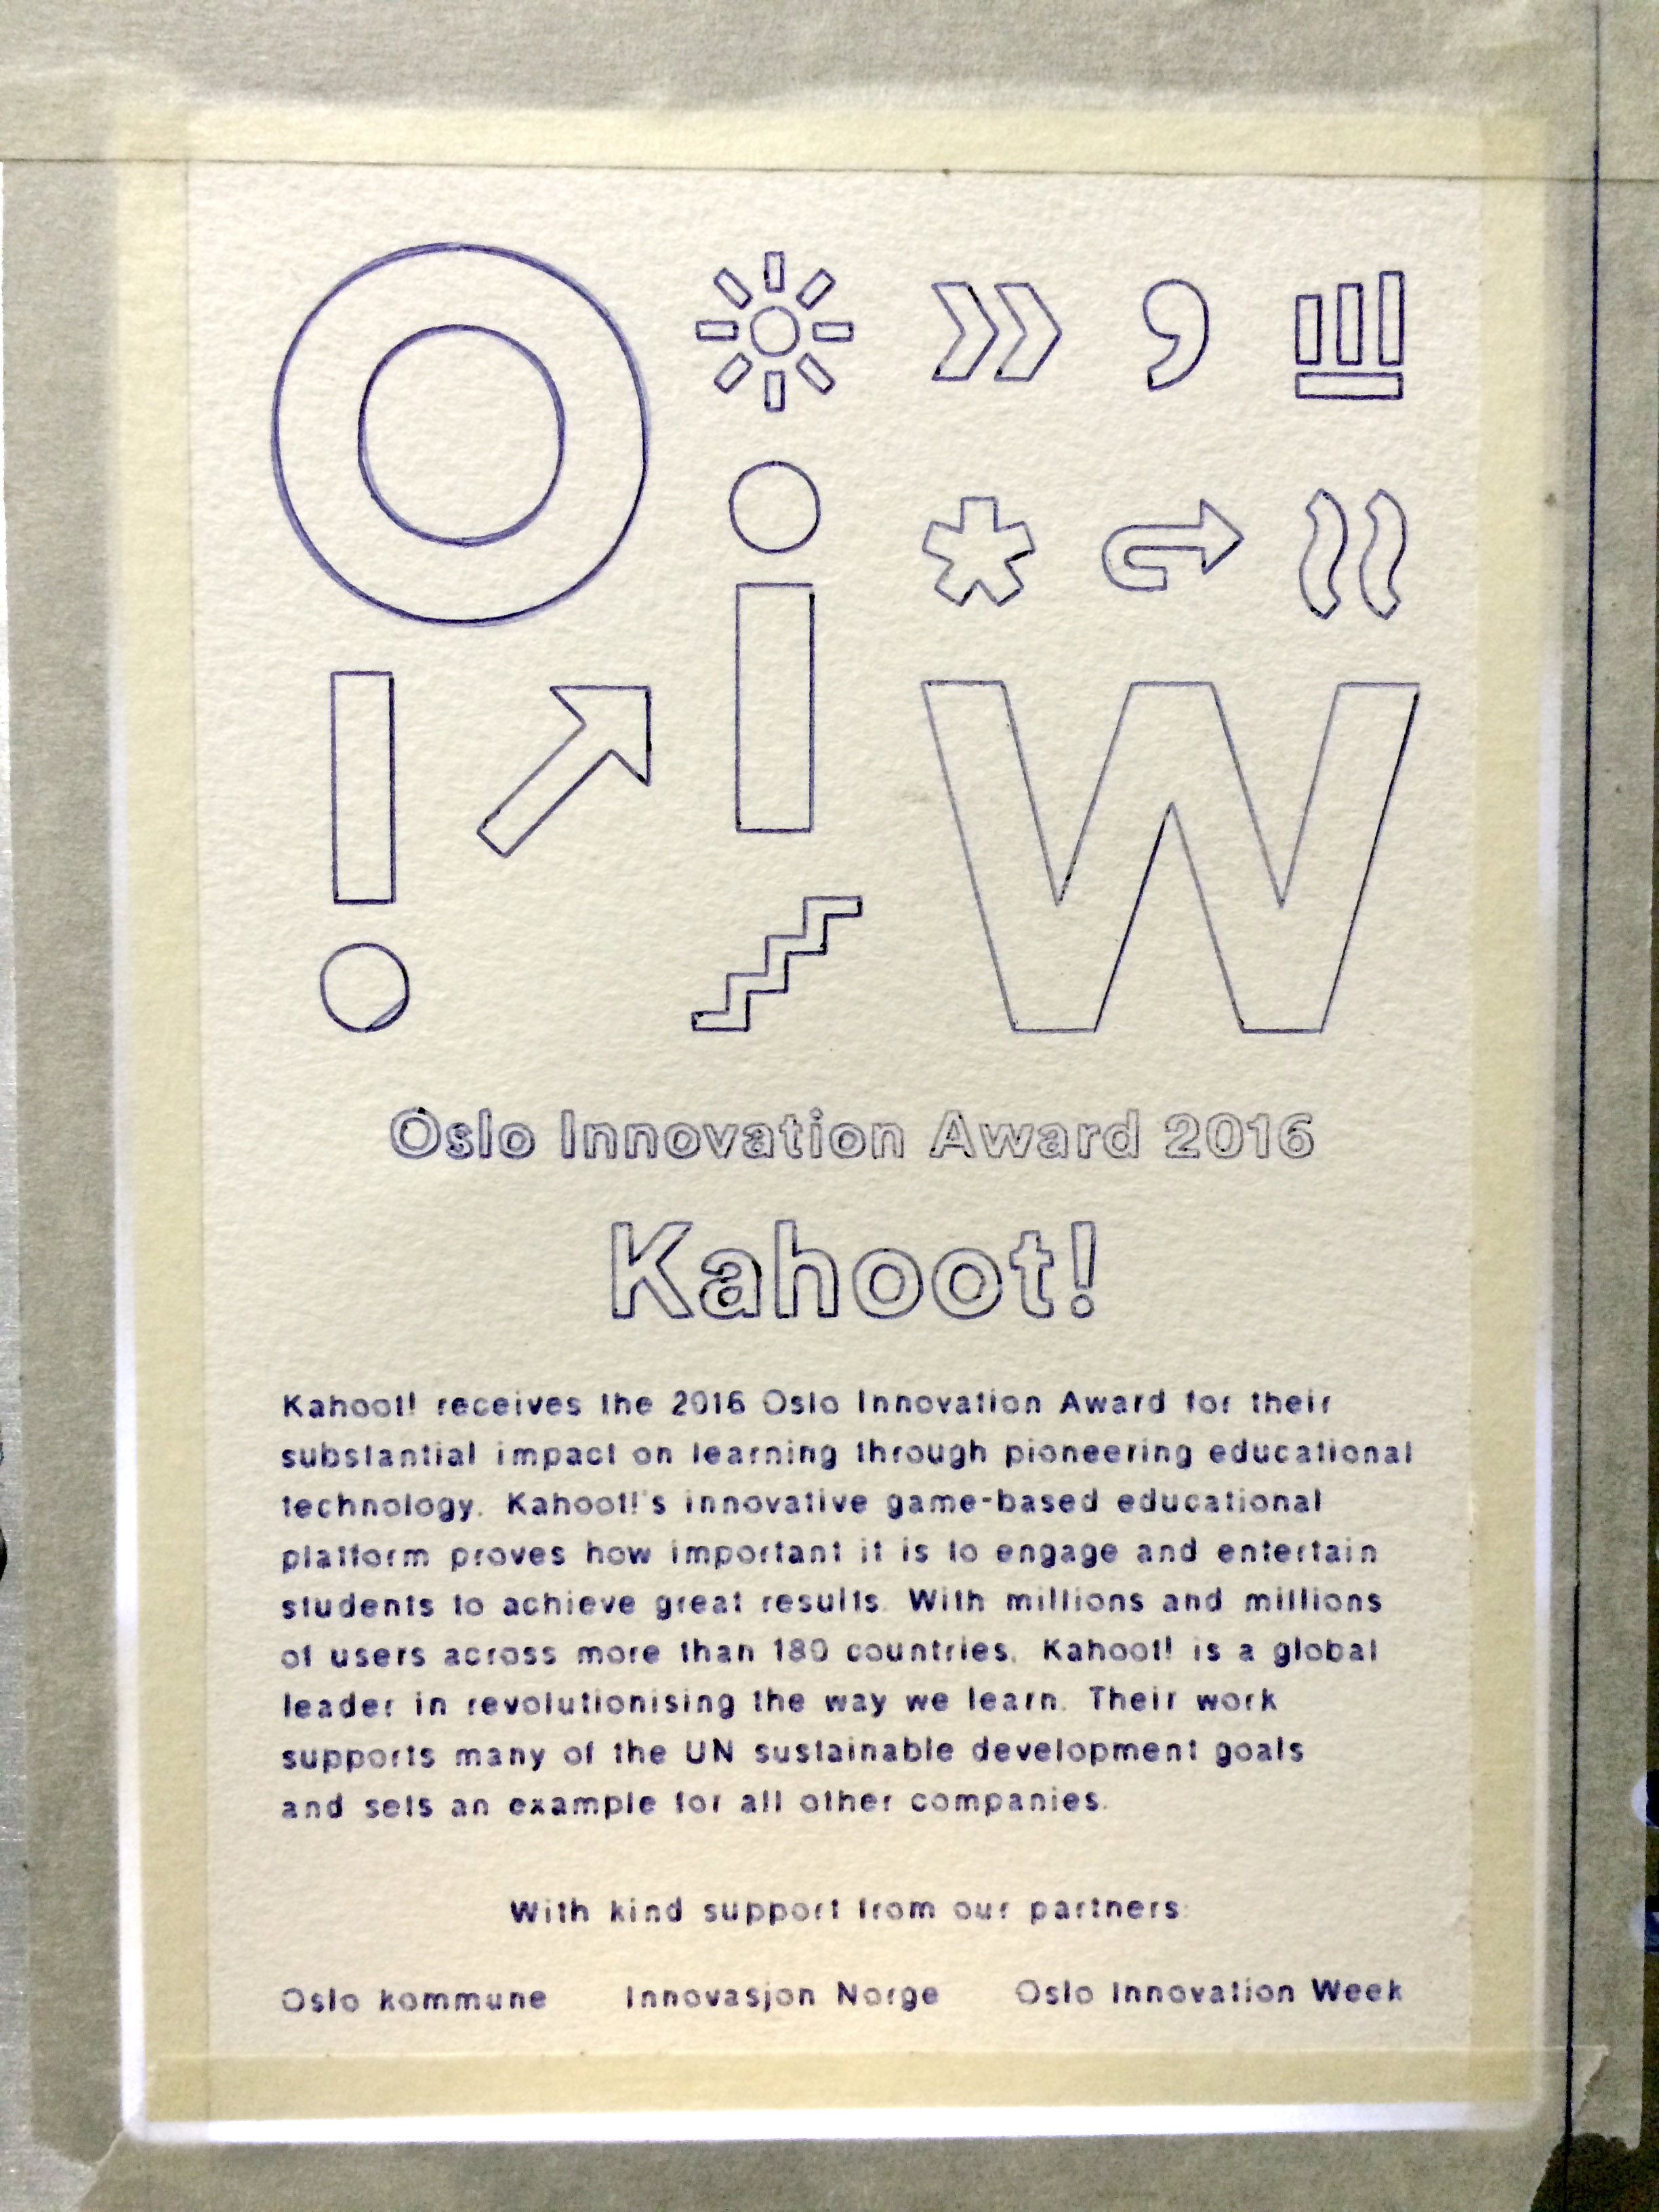 O i W
Oslo Innovation Award 2016
Kahoot!
Kahoot! receives the 2016 Oslo Innovation Award for their
substantial impact on learning through pioneering educational
technology. Kahoot!'s innovative game-based educational
platform proves how important it is to engage and entertain
students to achieve great results. With millions and millions
of users across more than 180 countries, Kahoot! is a global
leader in revolutionising the way we learn. Their work
supports many of the UN sustainable development goals
and sets an example for all other companies.
With kind support from our partners:
Oslo kommune Innovasjon Norge Oslo Innovation Week